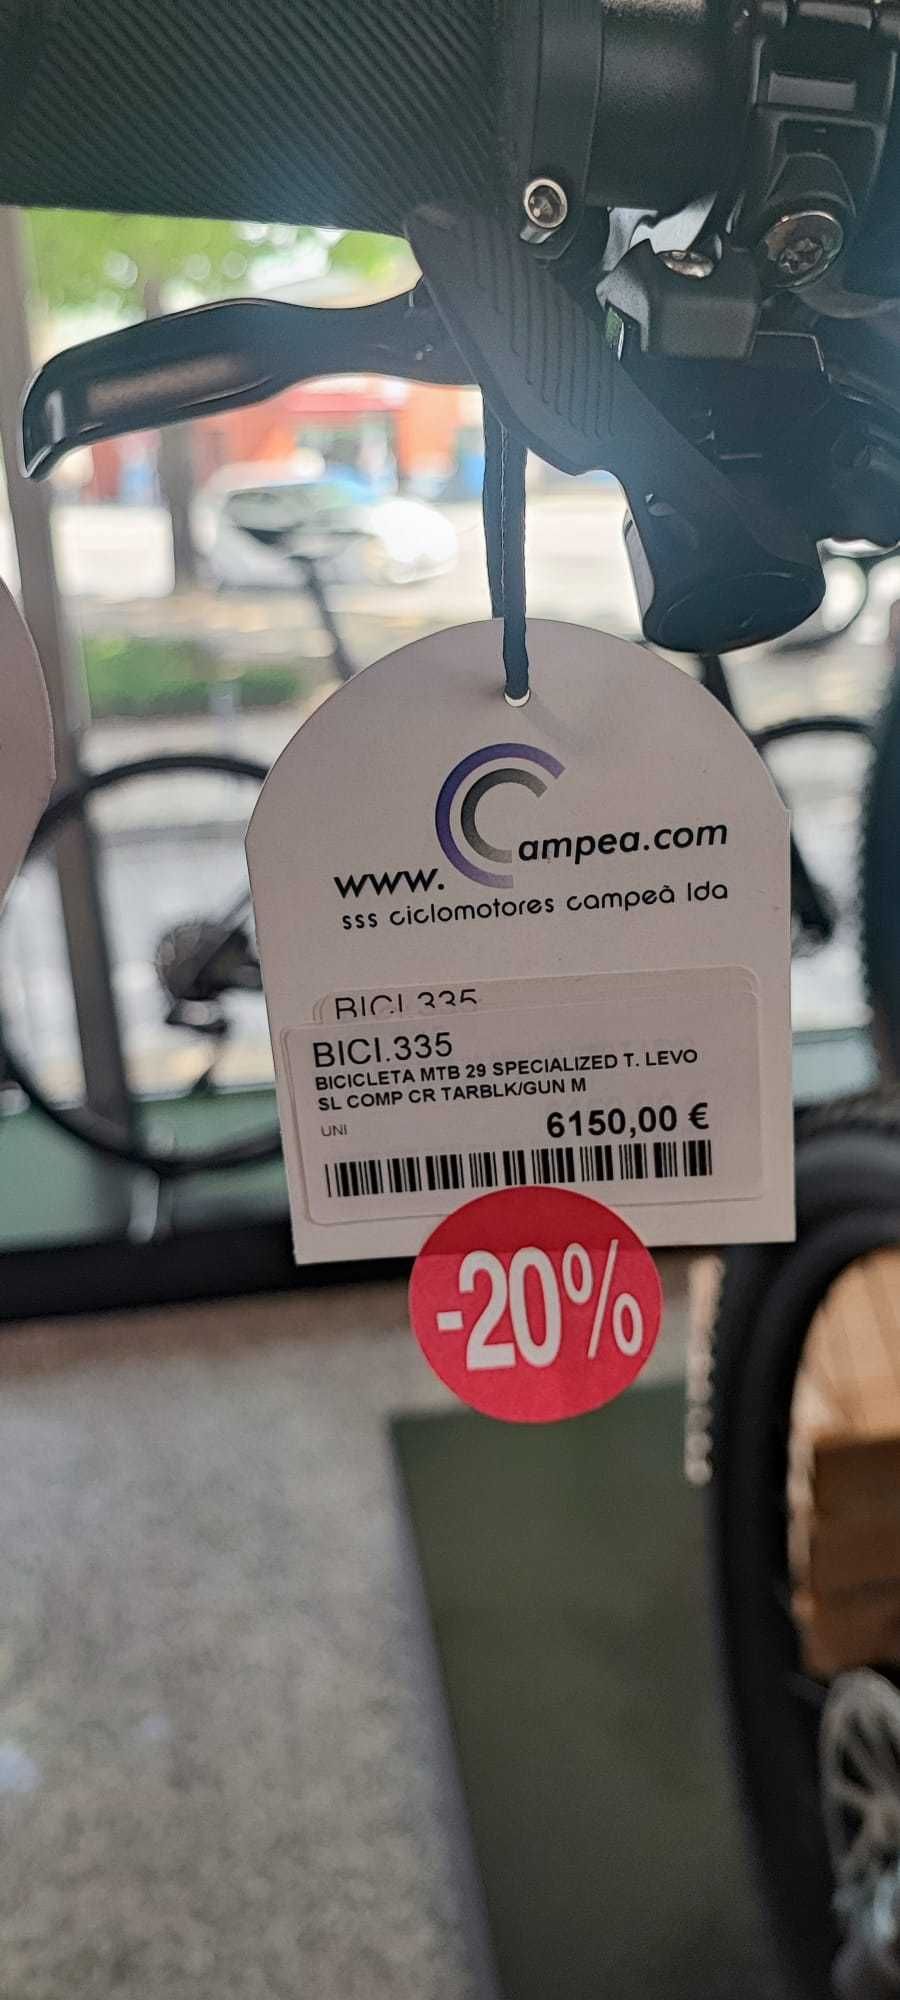 www.Campea.com
sss ciclomotores campeã lda
BICI.335
BICI.335
BICICLETA MTB 29 SPECIALIZED T. LEVO
SL COMP CR TARBLK/GUN M
UNI 6150,00 €
-20%